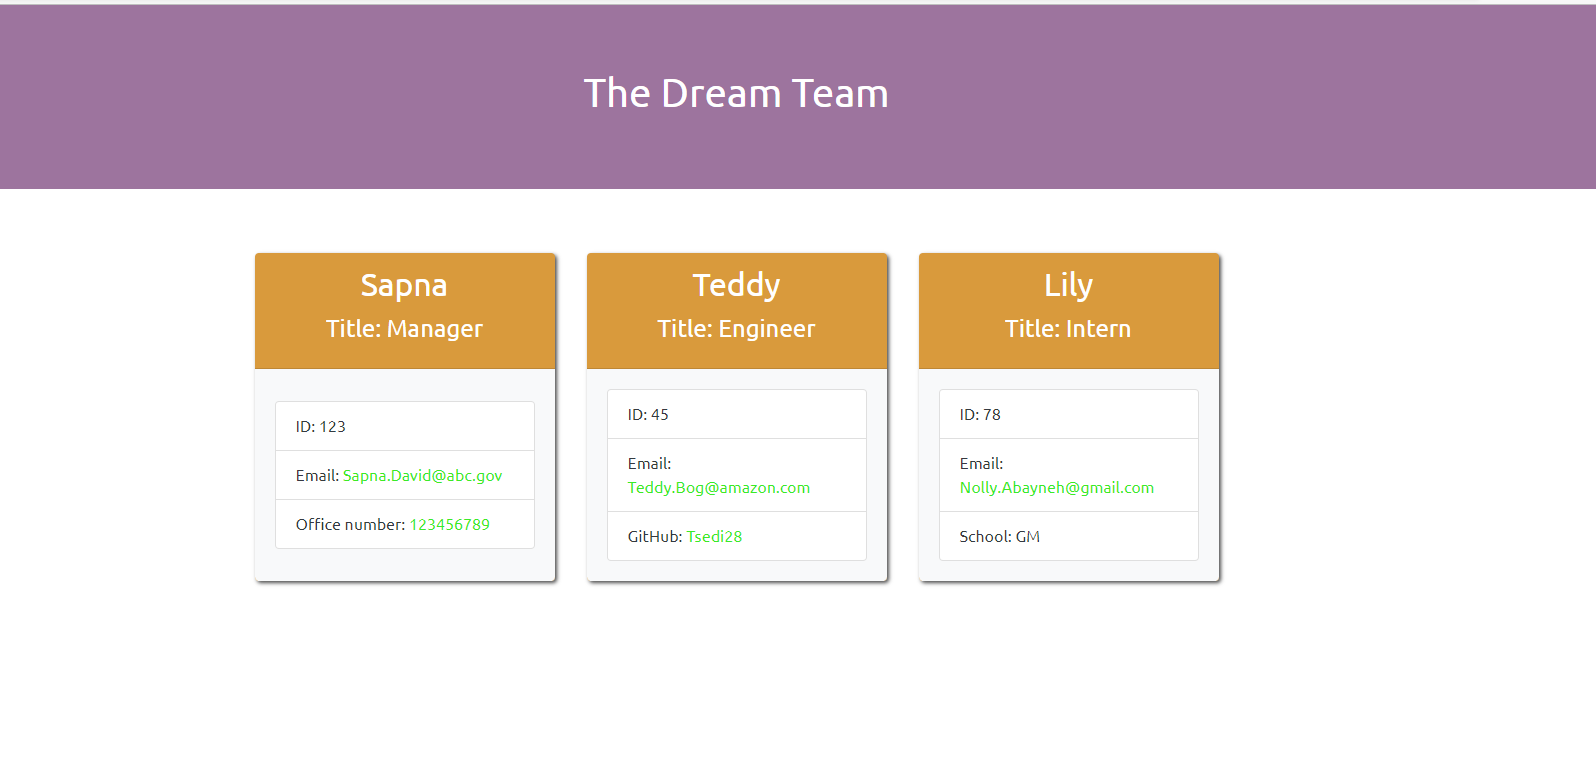 The Dream Team
Sapna
Title: Manager
ID: 123
Email: Sapna.David@abc.gov
Office number: 123456789
Teddy
Title: Engineer
ID: 45
Email:
Teddy.Bog@amazon.com
GitHub: Tsedi28
Lily
Title: Intern
ID: 78
Email:
Nolly.Abayneh@gmail.com
School: GM